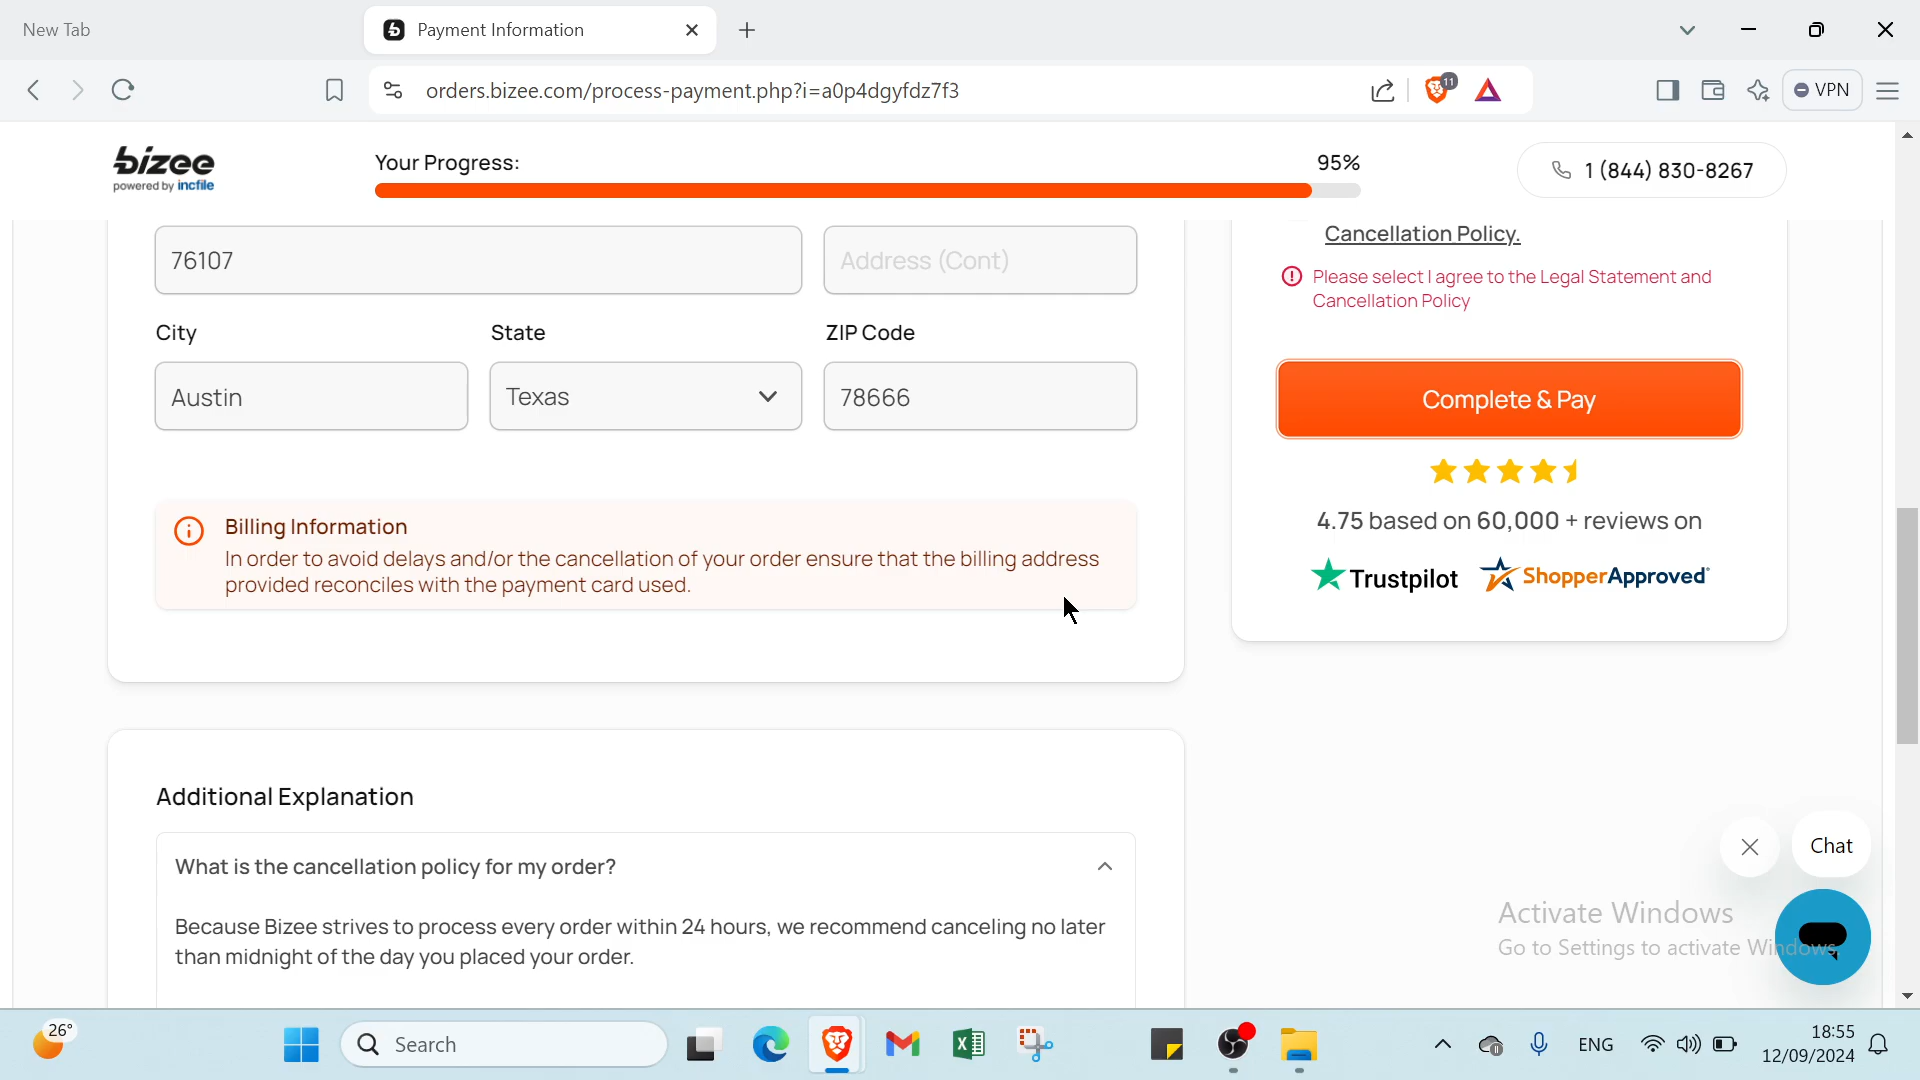 New Tab
Payment Information
orders.bizee.com/process-payment.php?i=a0p4dgyfdz7f3
11
VPN
bizee
powered by incfile
Your Progress:
95%
1 (844) 830-8267
76107
Address (Cont)
Cancellation Policy.
Please select I agree to the Legal Statement and
Cancellation Policy
City
State
ZIP Code
Austin
Texas
78666
Complete & Pay
4.75 based on 60,000 + reviews on
Trustpilot
ShopperApproved
Billing Information
In order to avoid delays and/or the cancellation of your order ensure that the billing address
provided reconciles with the payment card used.
Additional Explanation
What is the cancellation policy for my order?
Because Bizee strives to process every order within 24 hours, we recommend canceling no later
than midnight of the day you placed your order.
Chat
Activate Windows
Go to Settings to activate Windows.
26°
Search
ENG
18:55
12/09/2024